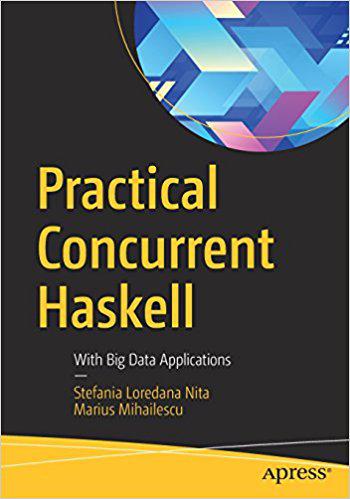 Practical
Concurrent
Haskell
With Big Data Applications
—
Stefania Loredana Nita
Marius Mihailescu
Apress®